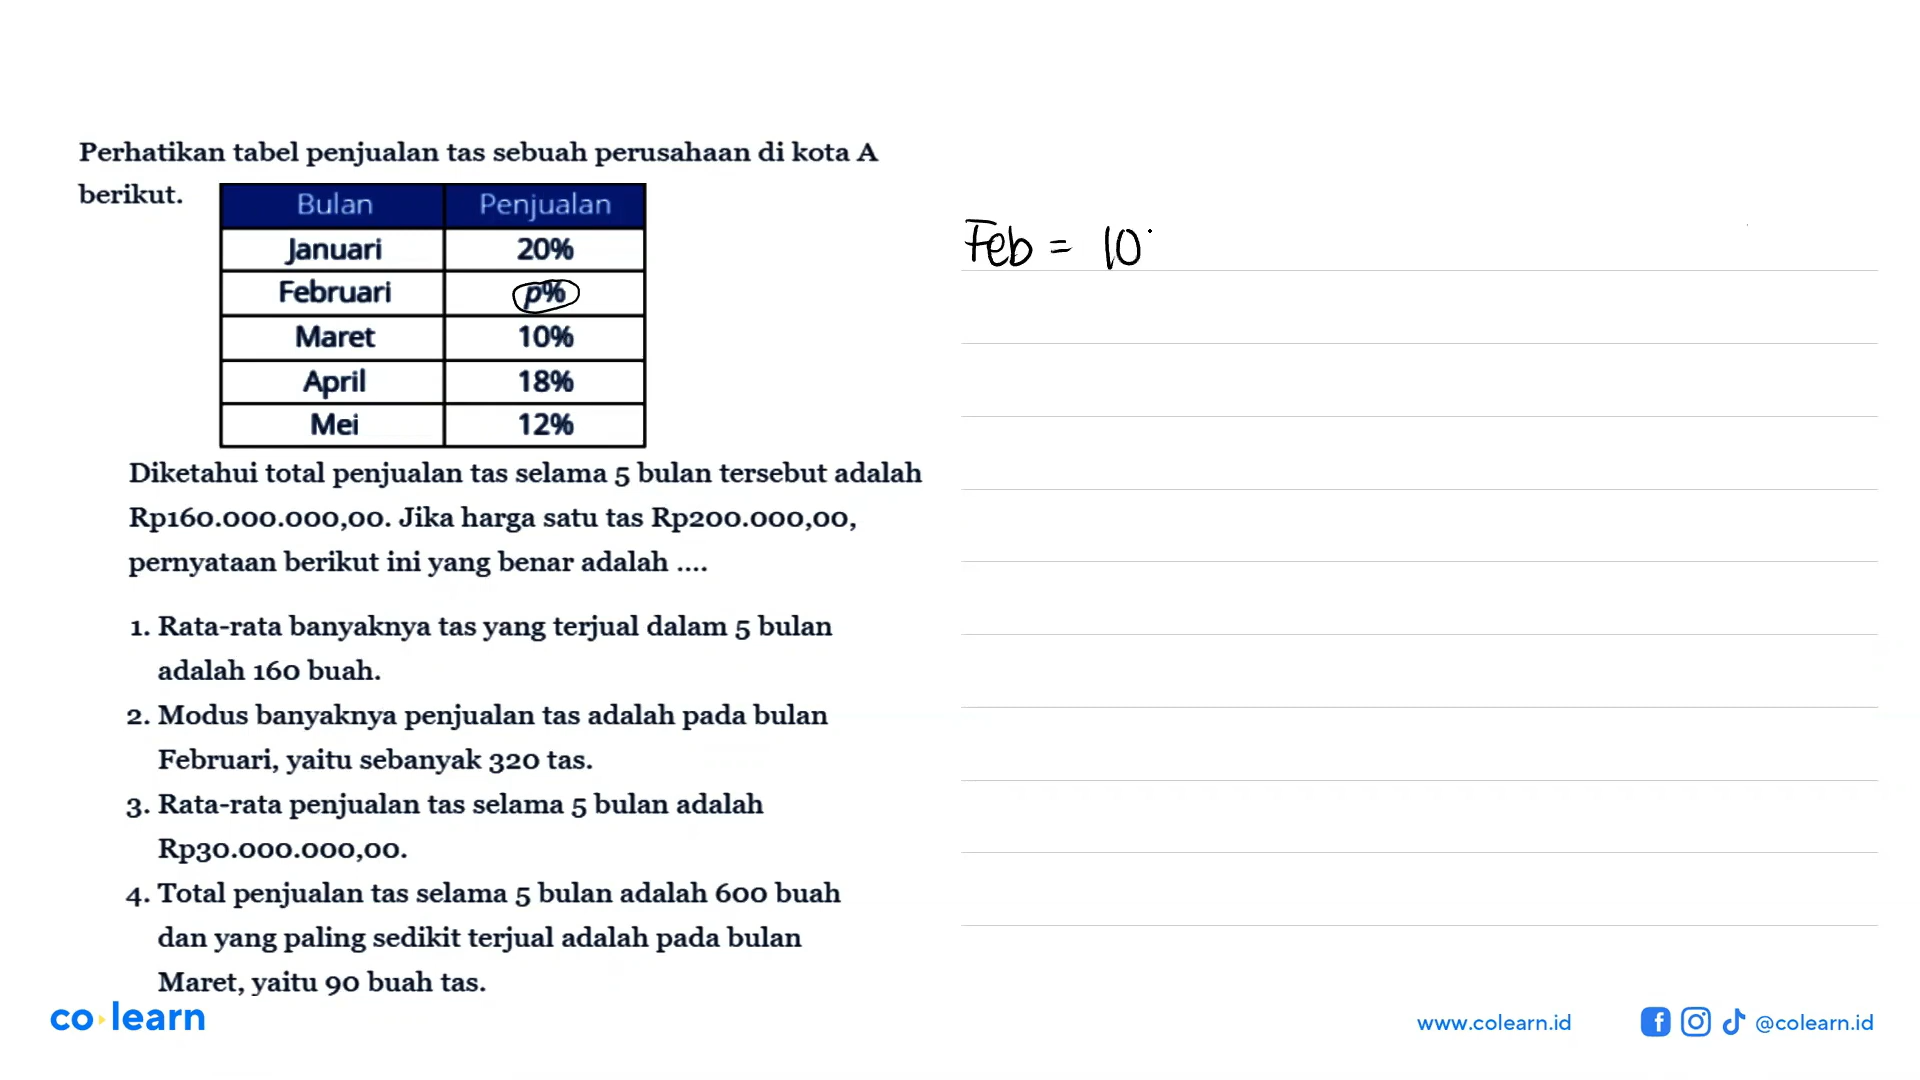 Perhatikan tabel penjualan tas sebuah perusahaan di kota A
berikut.
Bulan Penjualan
Januari 20%
Februari p%
Maret 10%
April 18%
Mei 12%
Diketahui total penjualan tas selama 5 bulan tersebut adalah
Rp160.000.000,00. Jika harga satu tas Rp200.000,00,
pernyataan berikut ini yang benar adalah ....
1. Rata-rata banyaknya tas yang terjual dalam 5 bulan
adalah 160 buah.
2. Modus banyaknya penjualan tas adalah pada bulan
Februari, yaitu sebanyak 320 tas.
3. Rata-rata penjualan tas selama 5 bulan adalah
Rp30.000.000,00.
4. Total penjualan tas selama 5 bulan adalah 600 buah
dan yang paling sedikit terjual adalah pada bulan
Maret, yaitu 90 buah tas.
Feb = 10
co learn
www.colearn.id
@colearn.id